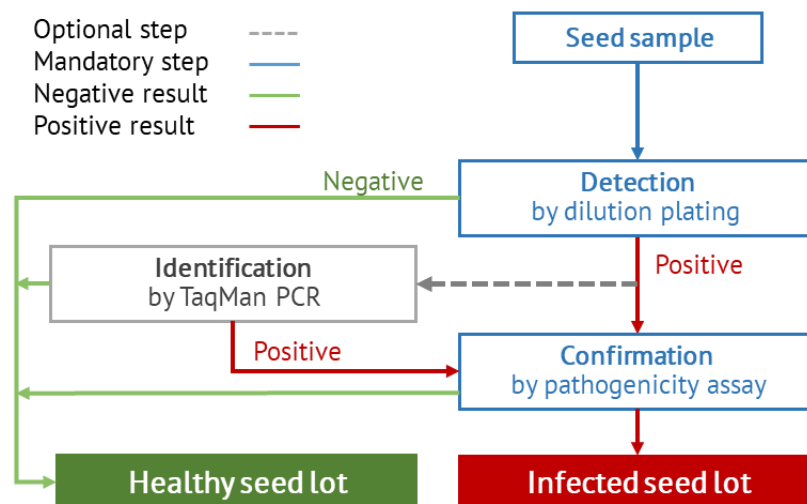 Optional step
Mandatory step
Negative result
Positive result
Seed sample
Negative
Detection
by dilution plating
Positive
Identification
by TaqMan PCR
Positive
Confirmation
by pathogenicity assay
Healthy seed lot
Infected seed lot